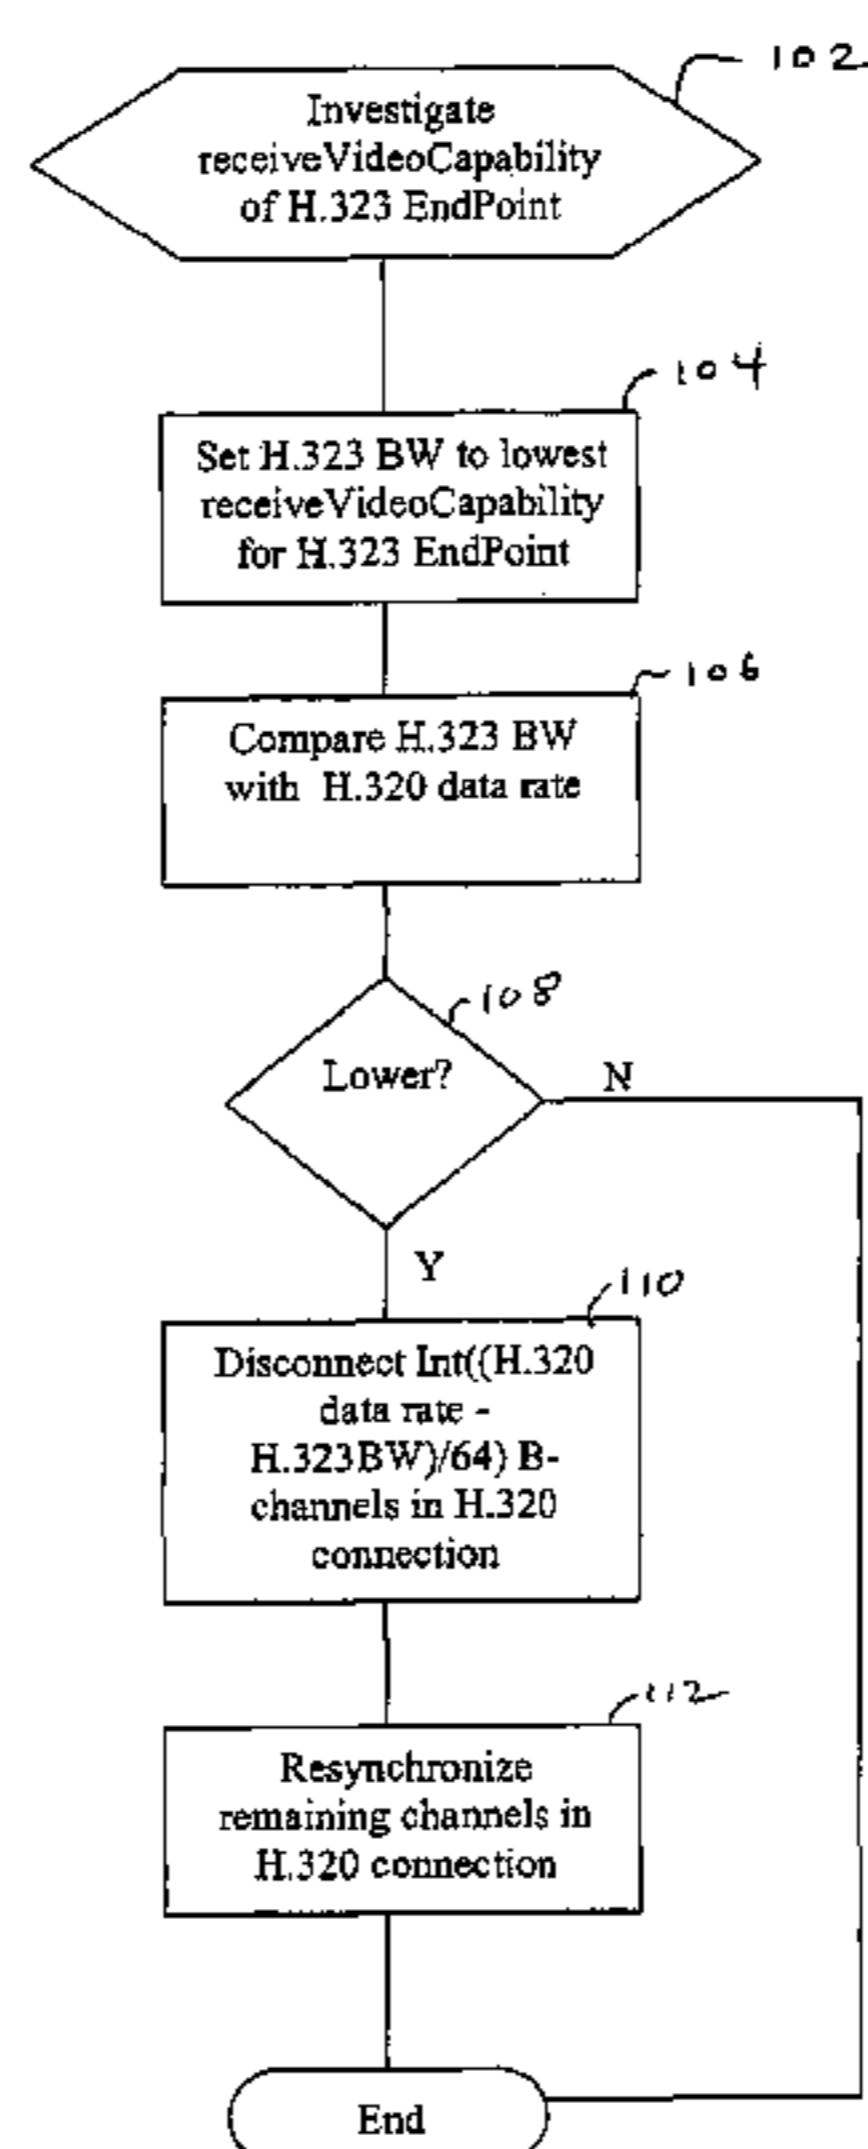 102
Investigate
receiveVideoCapability
of H.323 EndPoint
104
Set H.323 BW to lowest
receiveVideoCapability
for H.323 EndPoint
106
Compare H.323 BW
with H.320 data rate
108
Lower?
N
Y
110
Disconnect Int((H.320
data rate -
H.323BW)/64) B-
channels in H.320
connection
112
Resynchronize
remaining channels in
H.320 connection
End